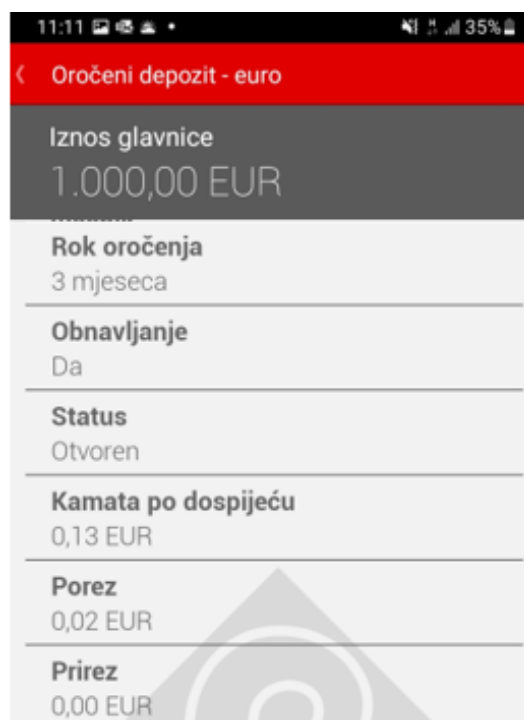 11:11 35%
Oročeni depozit - euro
Iznos glavnice
1.000,00 EUR
Rok oročenja
3 mjeseca
Obnavljanje
Da
Status
Otvoren
Kamata po dospijeću
0,13 EUR
Porez
0,02 EUR
Prirez
0,00 EUR